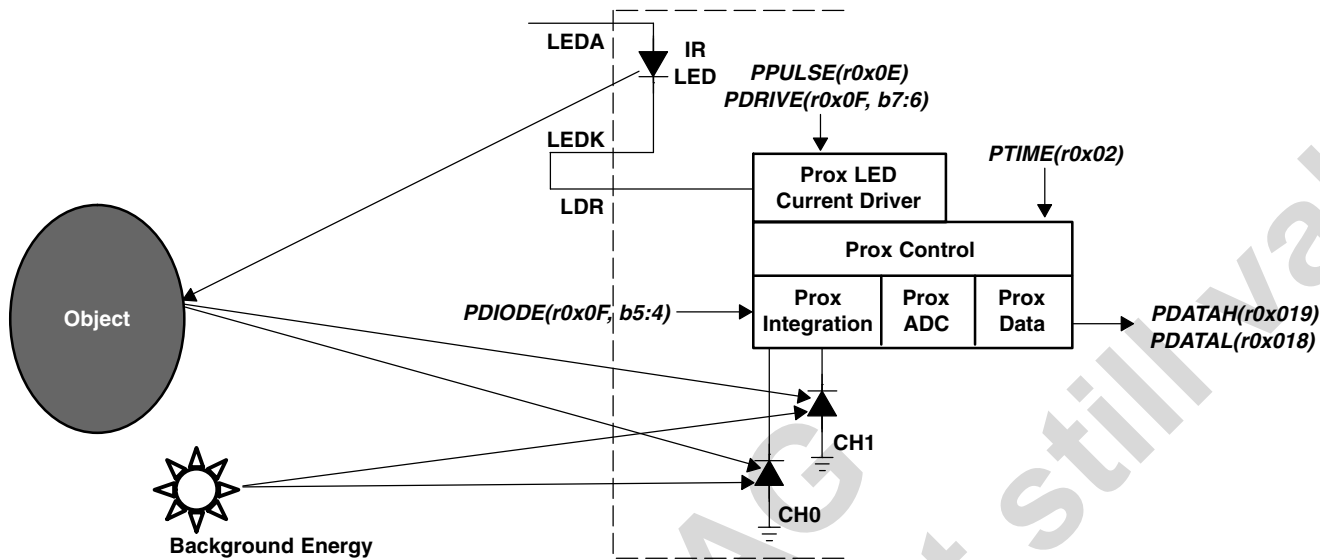 LEDA
IR
LED
PPULSE(r0x0E)
PDRIVE(r0x0F, b7:6)
LEDK
PTIME(r0x02)
LDR
Prox LED
Current Driver
Prox Control
Object
PDIODE(r0x0F, b5:4)
Prox
Integration
Prox
ADC
Prox
Data
PDATAH(r0x019)
PDATAL(r0x018)
CH1
CH0
Background Energy
AG
still